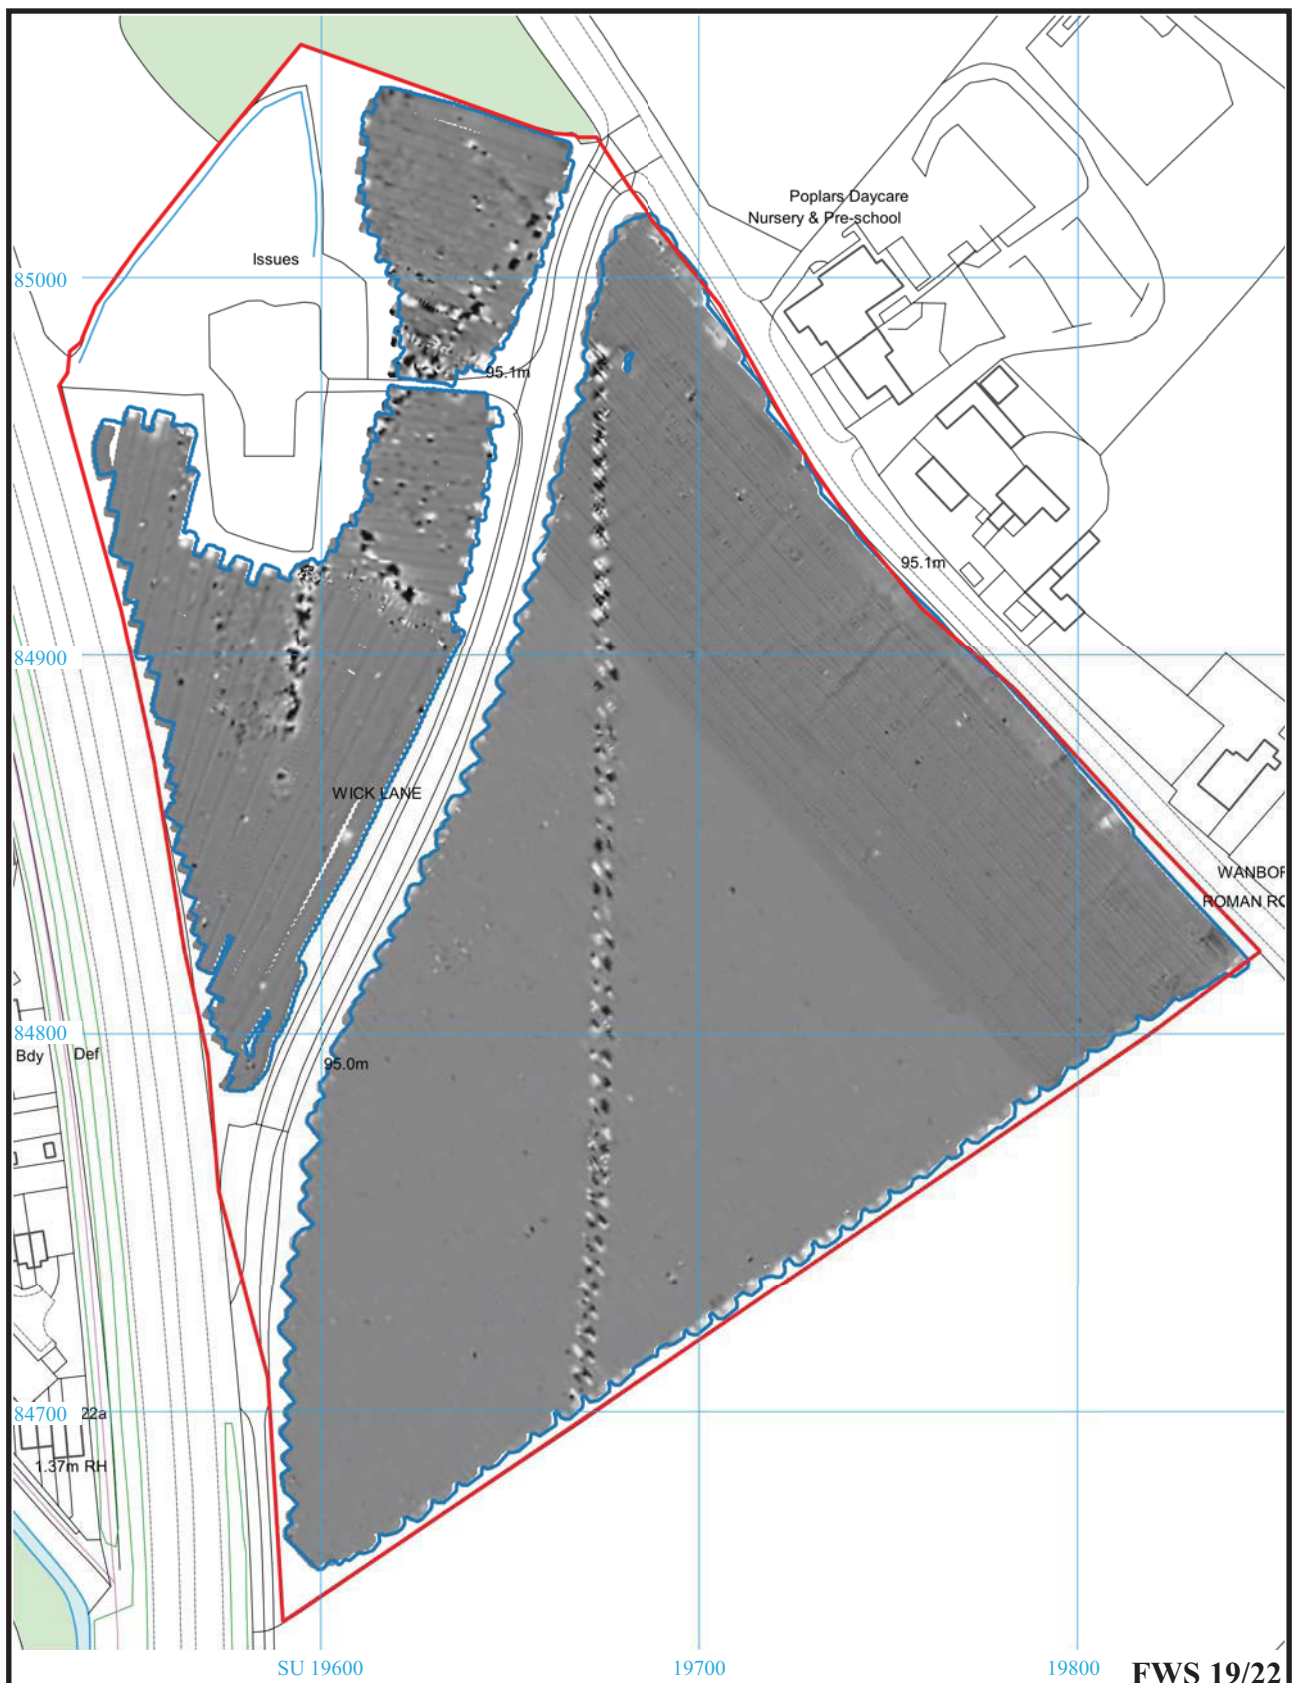 Poplars Daycare
Nursery & Pre-school
Issues
85000
95.1m
95.1m
84900
WICK LANE
WANBOR
ROMAN RO
84800
Bdy Def
95.0m
84700
22a
1.37m RH
SU 19600
19700
19800
FWS 19/22